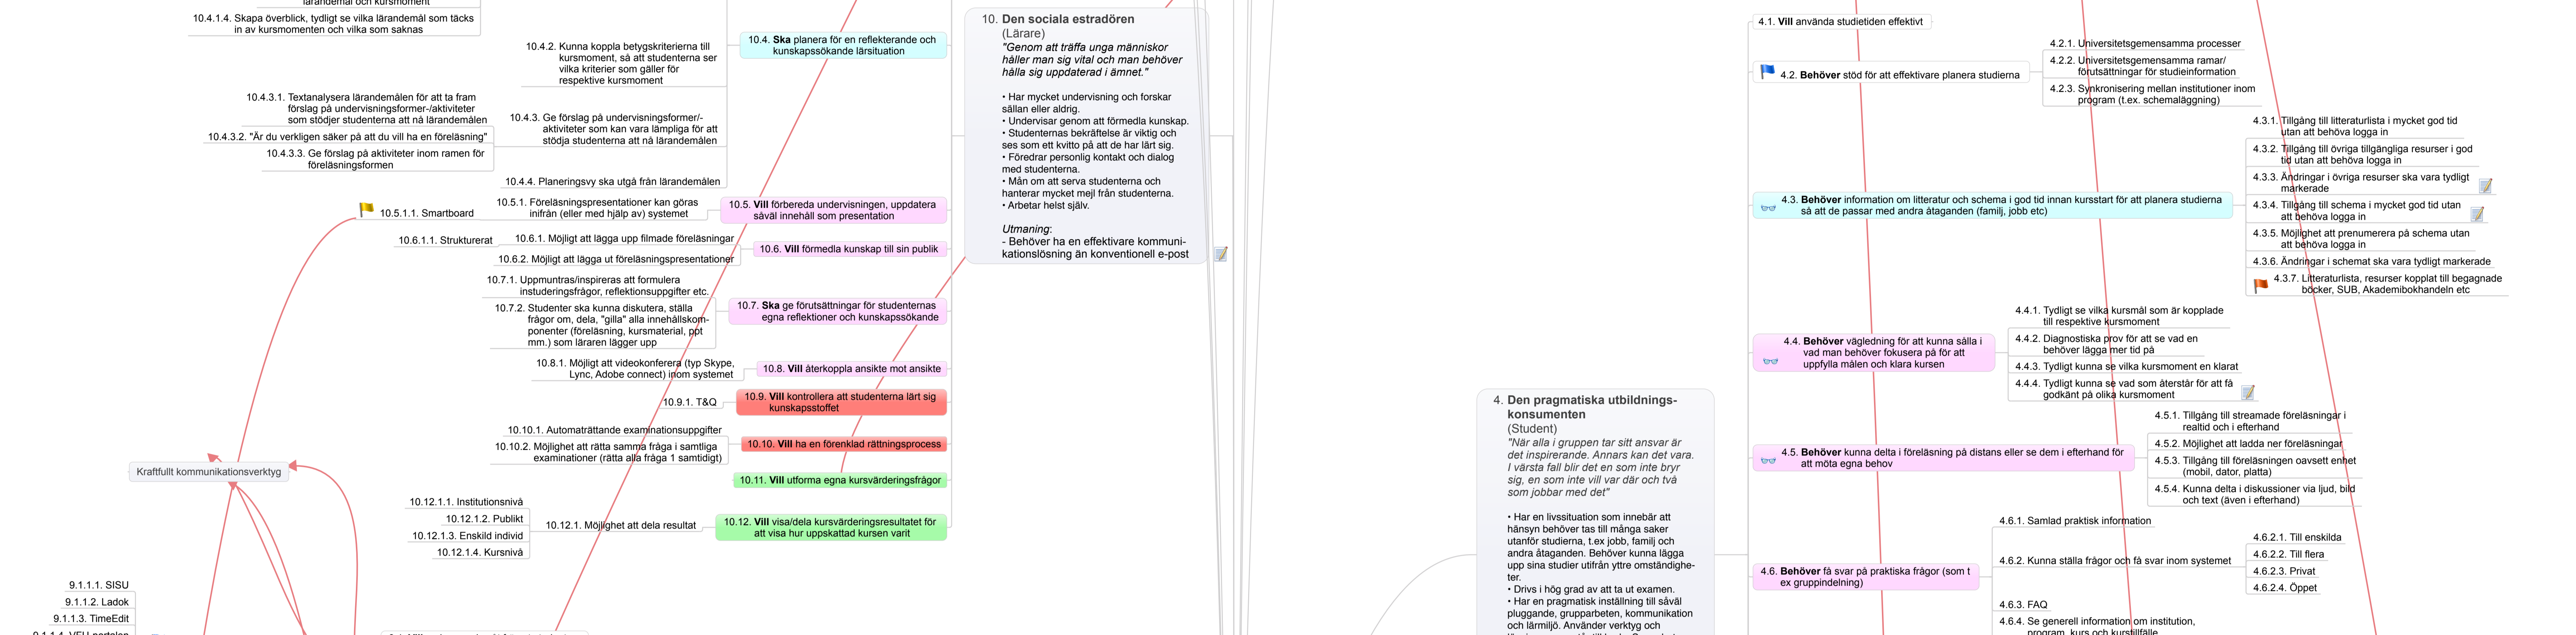 lärandemål och kursmoment
10.4.1.4. Skapa överblick, tydligt se vilka lärandemål som täcks
in av kursmomenten och vilka som saknas
10.4.2. Kunna koppla betygskriterierna till
kursmoment, så att studenterna ser
vilka kriterier som gäller för
respektive kursmoment
10.4. Ska planera för en reflekterande och
kunskapssökande lärsituation
10.4.3.1. Textanalysera lärandemålen för att ta fram
förslag på undervisningsformer-/aktiviteter
som stödjer studenterna att nå lärandemålen
10.4.3.2. "Är du verkligen säker på att du vill ha en föreläsning"
10.4.3.3. Ge förslag på aktiviteter inom ramen för
föreläsningsformen
10.4.3. Ge förslag på undervisningsformer/-
aktiviteter som kan vara lämpliga för att
stödja studenterna att nå lärandemålen
10.4.4. Planeringsvy ska utgå från lärandemålen
10.5.1.1. Smartboard
10.5.1. Föreläsningspresentationer kan göras
inifrån (eller med hjälp av) systemet
10.5. Vill förbereda undervisningen, uppdatera
såväl innehåll som presentation
10.6.1.1. Strukturerat
10.6.1. Möjligt att lägga upp filmade föreläsningar
10.6.2. Möjligt att lägga ut föreläsningspresentationer
10.6. Vill förmedla kunskap till sin publik
10.7.1. Uppmuntras/inspireras att formulera
instuderingsfrågor, reflektionsuppgifter etc.
10.7.2. Studenter ska kunna diskutera, ställa
frågor om, dela, "gilla" alla innehållskom-
ponenter (föreläsning, kursmaterial, ppt
mm.) som läraren lägger upp
10.7. Ska ge förutsättningar för studenternas
egna reflektioner och kunskapssökande
10.8.1. Möjligt att videokonferera (typ Skype,
Lync, Adobe connect) inom systemet
10.8. Vill återkoppla ansikte mot ansikte
10.9.1. T&Q
10.9. Vill kontrollera att studenterna lärt sig
kunskapsstoffet
10.10.1. Automaträttande examinationsuppgifter
10.10.2. Möjlighet att rätta samma fråga i samtliga
examinationer (rätta alla fråga 1 samtidigt)
10.10. Vill ha en förenklad rättningsprocess
10.11. Vill utforma egna kursvärderingsfrågor
10.12.1.1. Institutionsnivå
10.12.1.2. Publikt
10.12.1.3. Enskild individ
10.12.1.4. Kursnivå
10.12.1. Möjlighet att dela resultat
10.12. Vill visa/dela kursvärderingsresultatet för
att visa hur uppskattad kursen varit
Kraftfullt kommunikationsverktyg
9.1.1.1. SISU
9.1.1.2. Ladok
9.1.1.3. TimeEdit
10. Den sociala estradören
(Lärare)
"Genom att träffa unga människor
håller man sig vital och man behöver
hålla sig uppdaterad i ämnet."
• Har mycket undervisning och forskar
sällan eller aldrig.
• Undervisar genom att förmedla kunskap.
• Studenternas bekräftelse är viktig och
ses som ett kvitto på att de har lärt sig.
• Föredrar personlig kontakt och dialog
med studenterna.
• Mån om att serva studenterna och
hanterar mycket mejl från studenterna.
• Arbetar helst själv.
Utmaning:
- Behöver ha en effektivare kommuni-
kationslösning än konventionell e-post
4. Den pragmatiska utbildnings-
konsumenten
(Student)
"När alla i gruppen tar sitt ansvar är
det inspirerande. Annars kan det vara.
I värsta fall blir det en som inte bryr
sig, en som inte vill var där och två
som jobbar med det"
• Har en livssituation som innebär att
hänsyn behöver tas till många saker
utanför studierna, t.ex jobb, familj och
andra åtaganden. Behöver kunna lägga
upp sina studier utifrån yttre omständighe-
ter.
• Drivs i hög grad av att ta ut examen.
• Har en pragmatisk inställning till såväl
pluggande, grupparbeten, kommunikation
och lärmiljö. Använder verktyg och
4.1. Vill använda studietiden effektivt
4.2. Behöver stöd för att effektivare planera studierna
4.2.1. Universitetsgemensamma processer
4.2.2. Universitetsgemensamma ramar/
förutsättningar för studieinformation
4.2.3. Synkronisering mellan institutioner inom
program (t.ex. schemaläggning)
4.3. Behöver information om litteratur och schema i god tid innan kursstart för att planera studierna
så att de passar med andra åtaganden (familj, jobb etc)
4.3.1. Tillgång till litteraturlista i mycket god tid
utan att behöva logga in
4.3.2. Tillgång till övriga tillgängliga resurser i god
tid utan att behöva logga in
4.3.3. Ändringar i övriga resurser ska vara tydligt
markerade
4.3.4. Tillgång till schema i mycket god tid utan
att behöva logga in
4.3.5. Möjlighet att prenumerera på schema utan
att behöva logga in
4.3.6. Ändringar i schemat ska vara tydligt markerade
4.3.7. Litteraturlista, resurser kopplat till begagnade
böcker, SUB, Akademibokhandeln etc
4.4. Behöver vägledning för att kunna sålla i
vad man behöver fokusera på för att
uppfylla målen och klara kursen
4.4.1. Tydligt se vilka kursmål som är kopplade
till respektive kursmoment
4.4.2. Diagnostiska prov för att se vad en
behöver lägga mer tid på
4.4.3. Tydligt kunna se vilka kursmoment en klarat
4.4.4. Tydligt kunna se vad som återstår för att få
godkänt på olika kursmoment
4.5. Behöver kunna delta i föreläsning på distans eller se dem i efterhand för
att möta egna behov
4.5.1. Tillgång till streamade föreläsningar i
realtid och i efterhand
4.5.2. Möjlighet att ladda ner föreläsningar
4.5.3. Tillgång till föreläsningen oavsett enhet
(mobil, dator, platta)
4.5.4. Kunna delta i diskussioner via ljud, bild
och text (även i efterhand)
4.6. Behöver få svar på praktiska frågor (som t
ex gruppindelning)
4.6.1. Samlad praktisk information
4.6.2. Kunna ställa frågor och få svar inom systemet
4.6.2.1. Till enskilda
4.6.2.2. Till flera
4.6.2.3. Privat
4.6.2.4. Öppet
4.6.3. FAQ
4.6.4. Se generell information om institution,
program, kurs och kurstillfälle